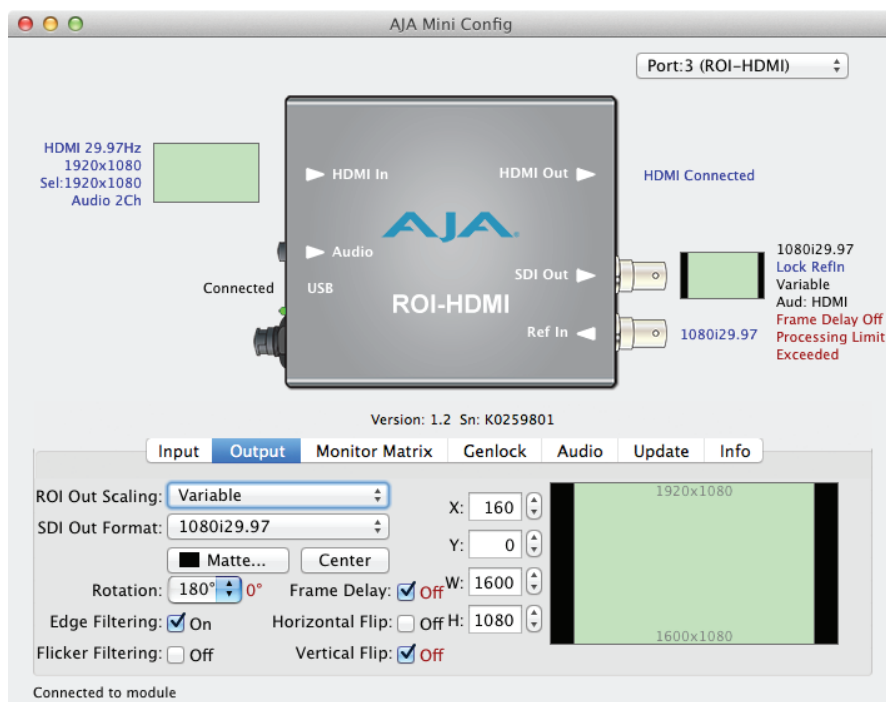 AJA Mini Config
Port:3 (ROI-HDMI)
HDMI 29.97Hz
1920x1080
Sel:1920x1080
Audio 2Ch
HDMI In
HDMI Out
HDMI Connected
AJA
Audio
Connected
USB
SDI Out
ROI-HDMI
Ref In
1080i29.97
1080i29.97
Lock RefIn
Variable
Aud: HDMI
Frame Delay Off
Processing Limit
Exceeded
Version: 1.2 Sn: K0259801
Input Output Monitor Matrix Genlock Audio Update Info
ROI Out Scaling: Variable
SDI Out Format: 1080i29.97
Matte... Center
Rotation: 180° 0° Frame Delay: Off
Edge Filtering: On Horizontal Flip: Off
Flicker Filtering: Off Vertical Flip: Off
X: 160
Y: 0
W: 1600
H: 1080
1920x1080
1600x1080
Connected to module